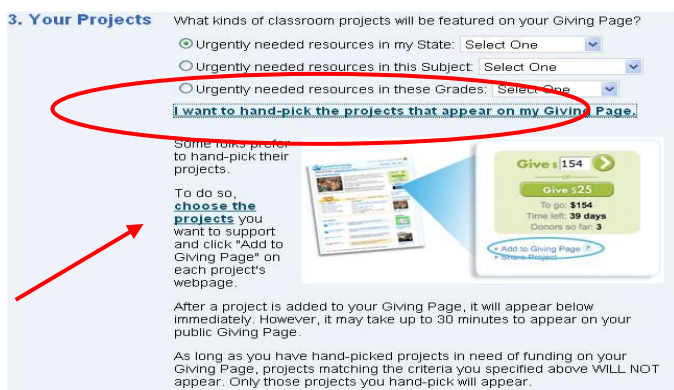 3. Your Projects
What kinds of classroom projects will be featured on your Giving Page?
Urgently needed resources in my State: Select One
Urgently needed resources in this Subject: Select One
Urgently needed resources in these Grades: Select One
I want to hand-pick the projects that appear on my Giving Page.
Some folks prefer
to hand-pick their
projects.
To do so,
choose the
projects you
want to support
and click "Add to
Giving Page" on
each project's
webpage.
Give $ 154
or
Give $25
To go: $154
Time left: 39 days
Donors so far: 3
+ Add to Giving Page ?
+ Share Project
After a project is added to your Giving Page, it will appear below
immediately. However, it may take up to 30 minutes to appear on your
public Giving Page.
As long as you have hand-picked projects in need of funding on your
Giving Page, projects matching the criteria you specified above WILL NOT
appear. Only those projects you hand-pick will appear.